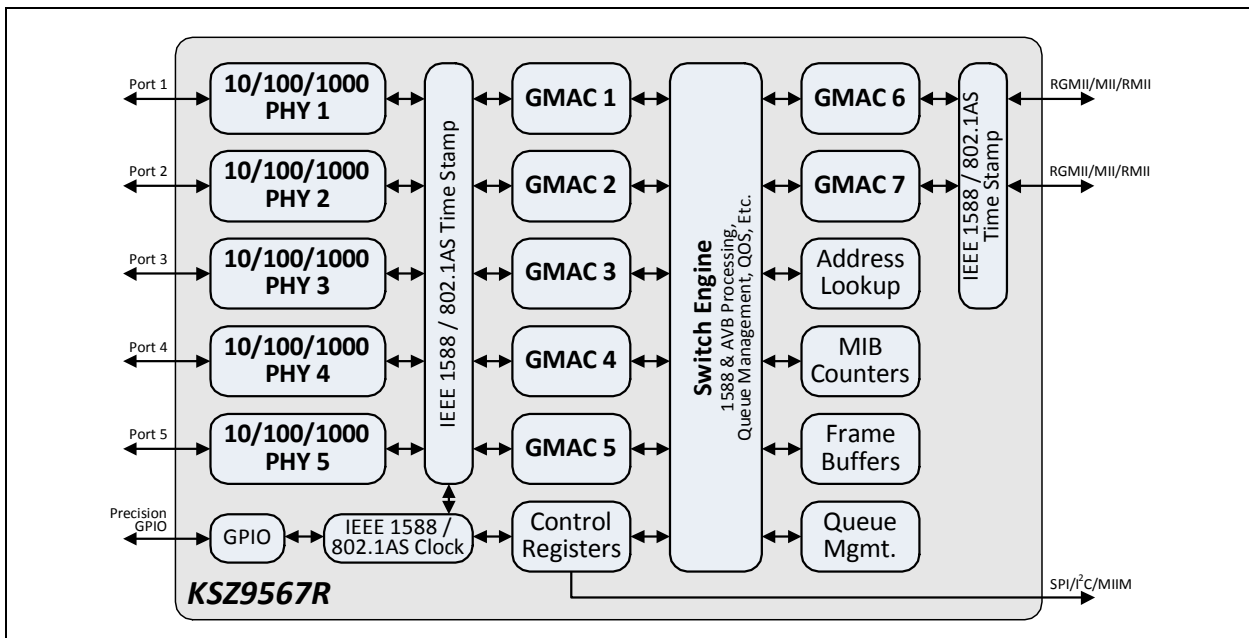 Port 1
10/100/1000
PHY 1
GMAC 1
GMAC 6
RGMII/MII/RMII
Port 2
10/100/1000
PHY 2
GMAC 2
GMAC 7
RGMII/MII/RMII
Port 3
10/100/1000
PHY 3
GMAC 3
Address
Lookup
Port 4
10/100/1000
PHY 4
GMAC 4
MIB
Counters
Port 5
10/100/1000
PHY 5
GMAC 5
Frame
Buffers
IEEE 1588 / 802.1AS Time Stamp
Switch Engine
1588 & AVB Processing,
Queue Management, QOS, Etc.
IEEE 1588 / 802.1AS
Time Stamp
Precision
GPIO
GPIO
IEEE 1588 /
802.1AS Clock
Control
Registers
Queue
Mgmt.
KSZ9567R
SPI/I²C/MIIM